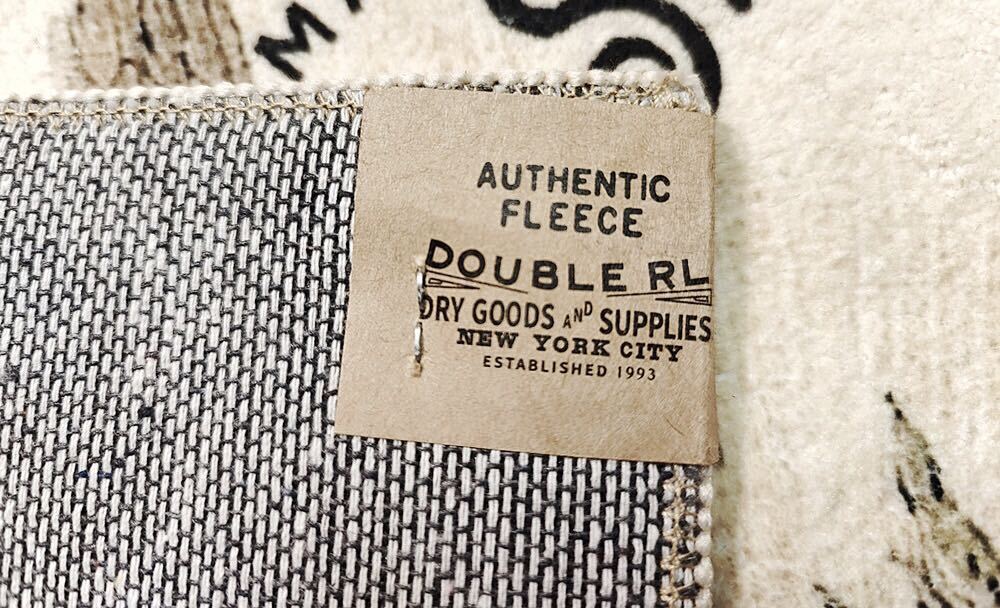 AUTHENTIC
FLEECE
DOUBLE RL
DRY GOODS AND SUPPLIES
NEW YORK CITY
ESTABLISHED 1993